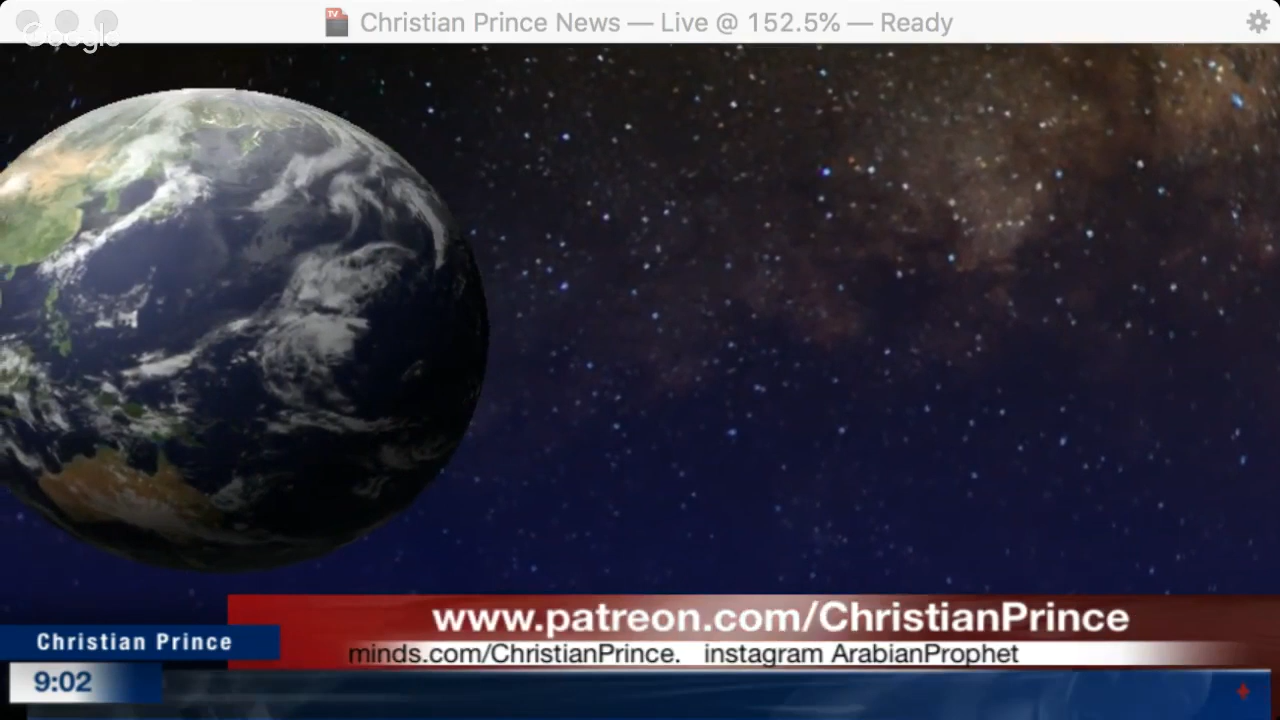 Google
TV
Christian Prince News — Live @ 152.5% — Ready
www.patreon.com/ChristianPrince
Christian Prince
minds.com/ChristianPrince. instagram ArabianProphet
9:02